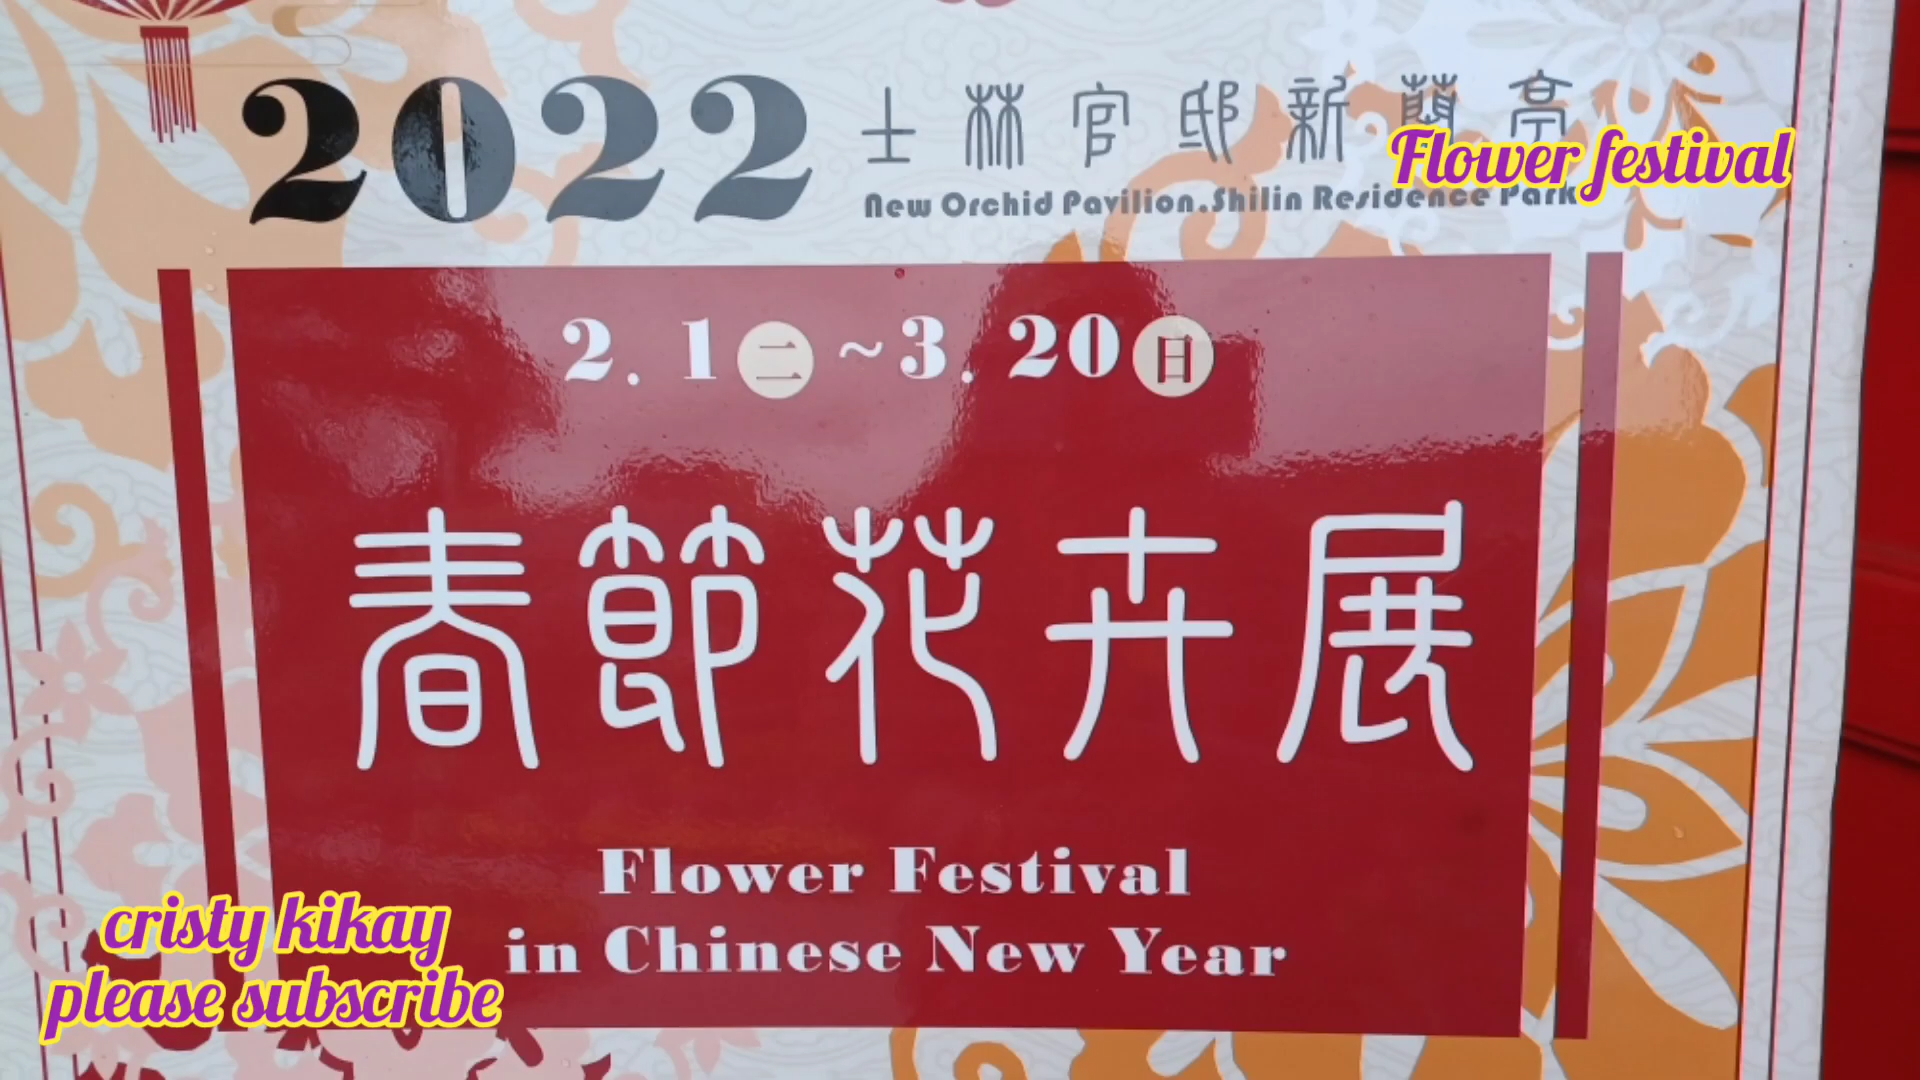 2022 士林官邸新蘭亭
Flower festival
New Orchid Pavilion.Shilin Residence Park
2.1㊁~3.20㊐
春節花卉展
Flower Festival
in Chinese New Year
cristy kikay
please subscribe